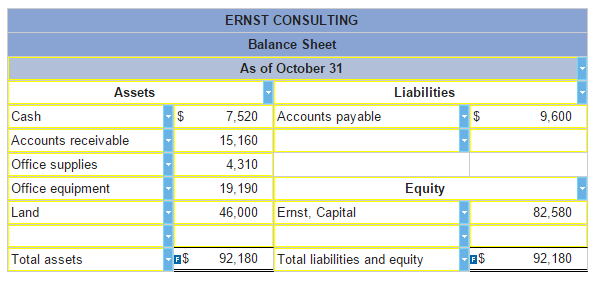 ERNST CONSULTING
Balance Sheet
As of October 31
Assets Liabilities
Cash $ 7,520 Accounts payable $ 9,600
Accounts receivable 15,160
Office supplies 4,310
Office equipment 19,190 Equity
Land 46,000 Ernst, Capital 82,580
Total assets F $ 92,180 Total liabilities and equity F $ 92,180